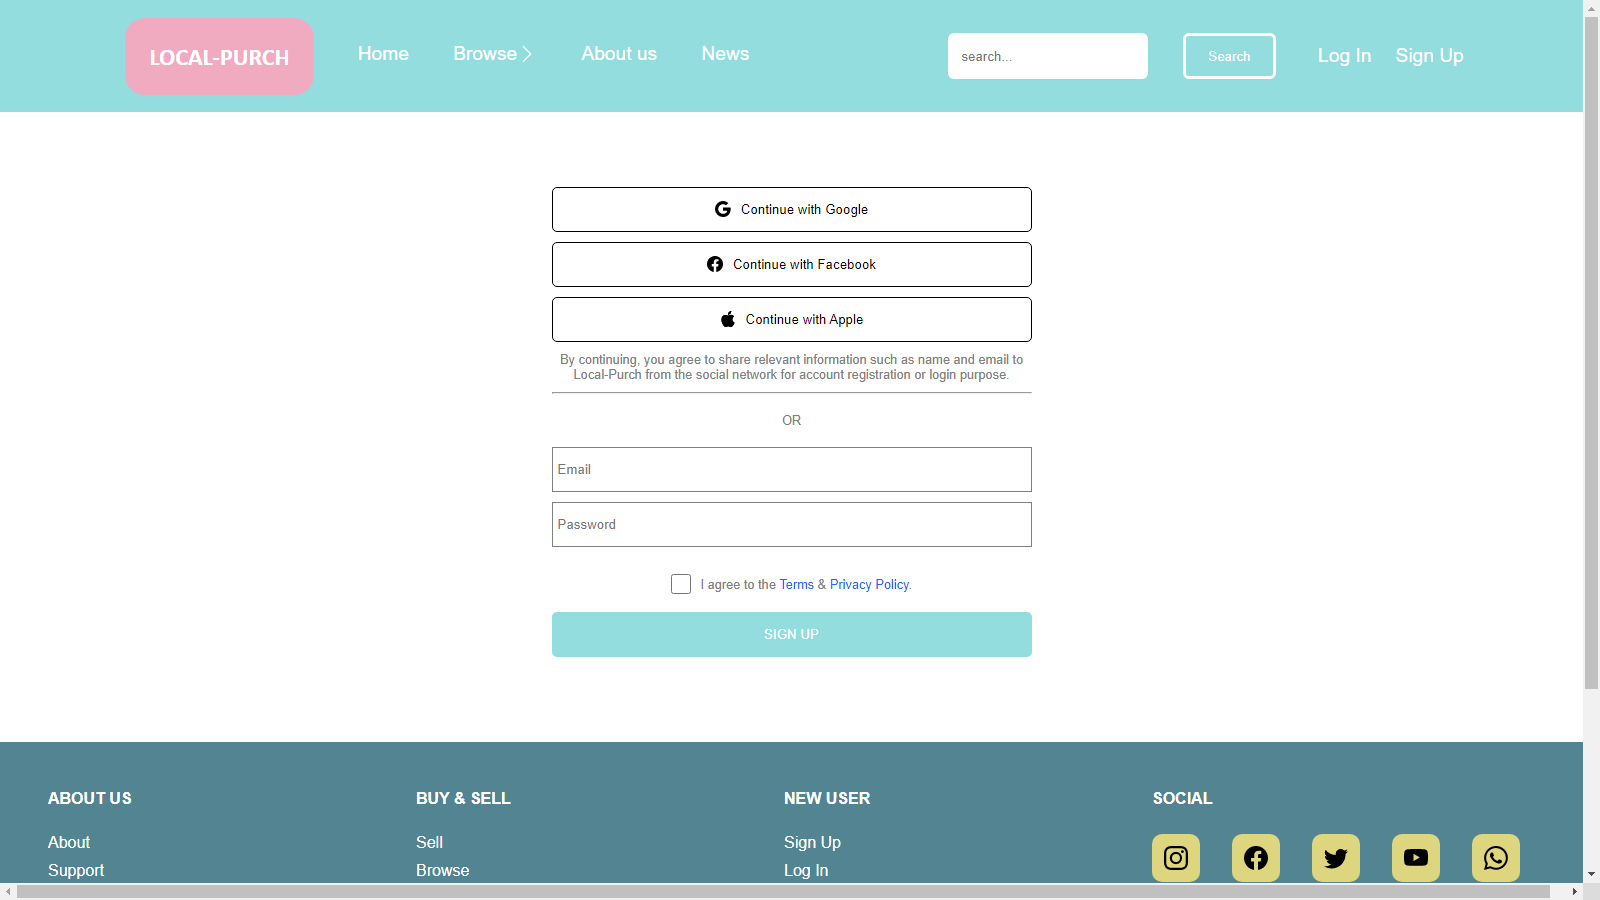 LOCAL-PURCH
Home
Browse
About us
News
search...
Search
Log In
Sign Up
Continue with Google
Continue with Facebook
Continue with Apple
By continuing, you agree to share relevant information such as name and email to
Local-Purch from the social network for account registration or login purpose.
OR
Email
Password
I agree to the Terms & Privacy Policy.
SIGN UP
ABOUT US
About
Support
BUY & SELL
Sell
Browse
NEW USER
Sign Up
Log In
SOCIAL